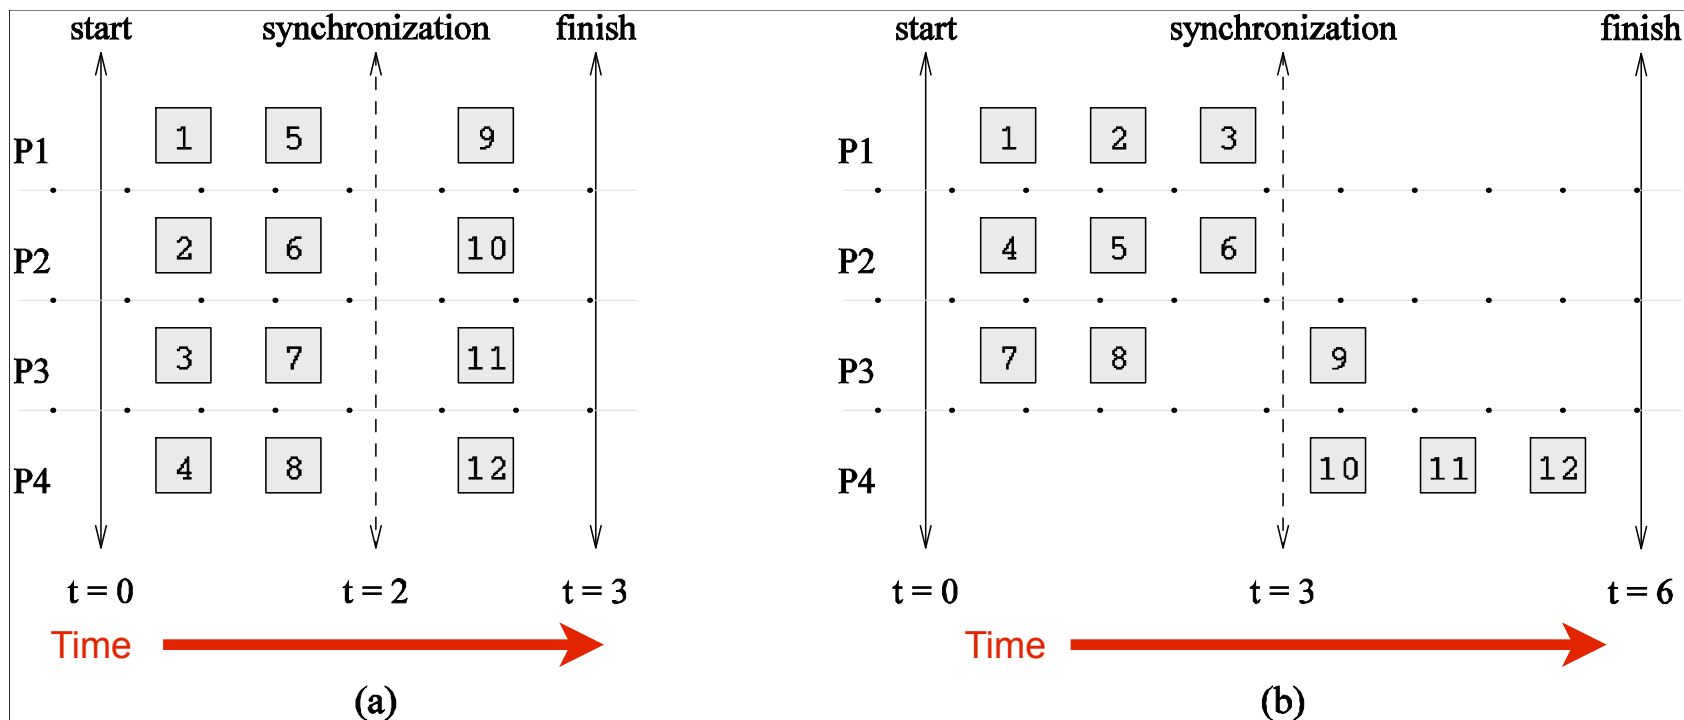 start synchronization finish
P1 1 5 9
P2 2 6 10
P3 3 7 11
P4 4 8 12
t = 0 t = 2 t = 3
Time
(a)
start synchronization finish
P1 1 2 3
P2 4 5 6
P3 7 8 9
P4 10 11 12
t = 0 t = 3 t = 6
Time
(b)